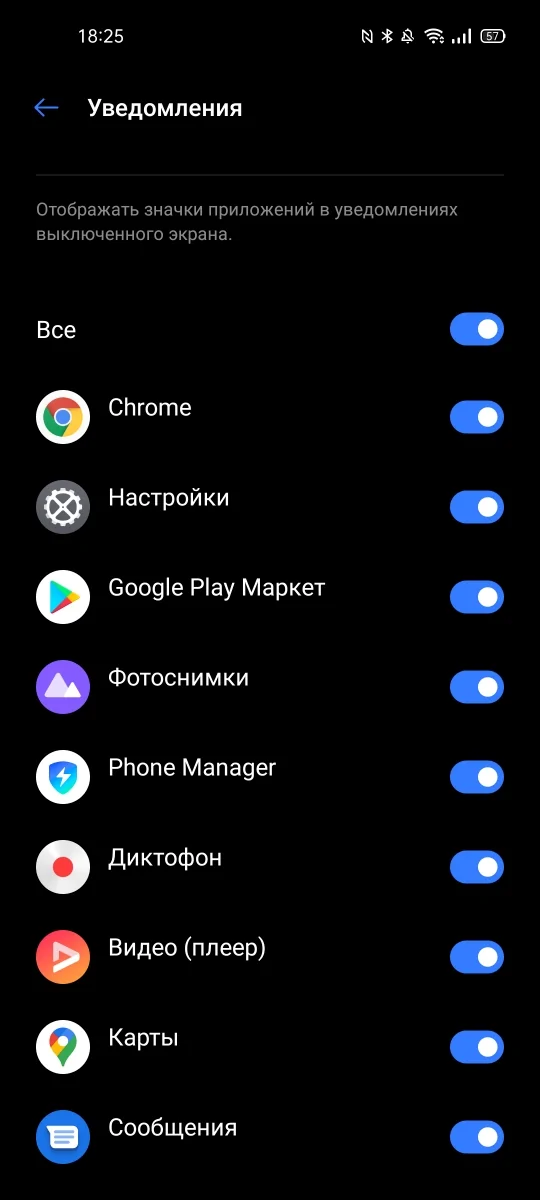 18:25
57
Уведомления
Отображать значки приложений в уведомлениях
выключенного экрана.
Все
Chrome
Настройки
Google Play Маркет
Фотоснимки
Phone Manager
Диктофон
Видео (плеер)
Карты
Сообщения